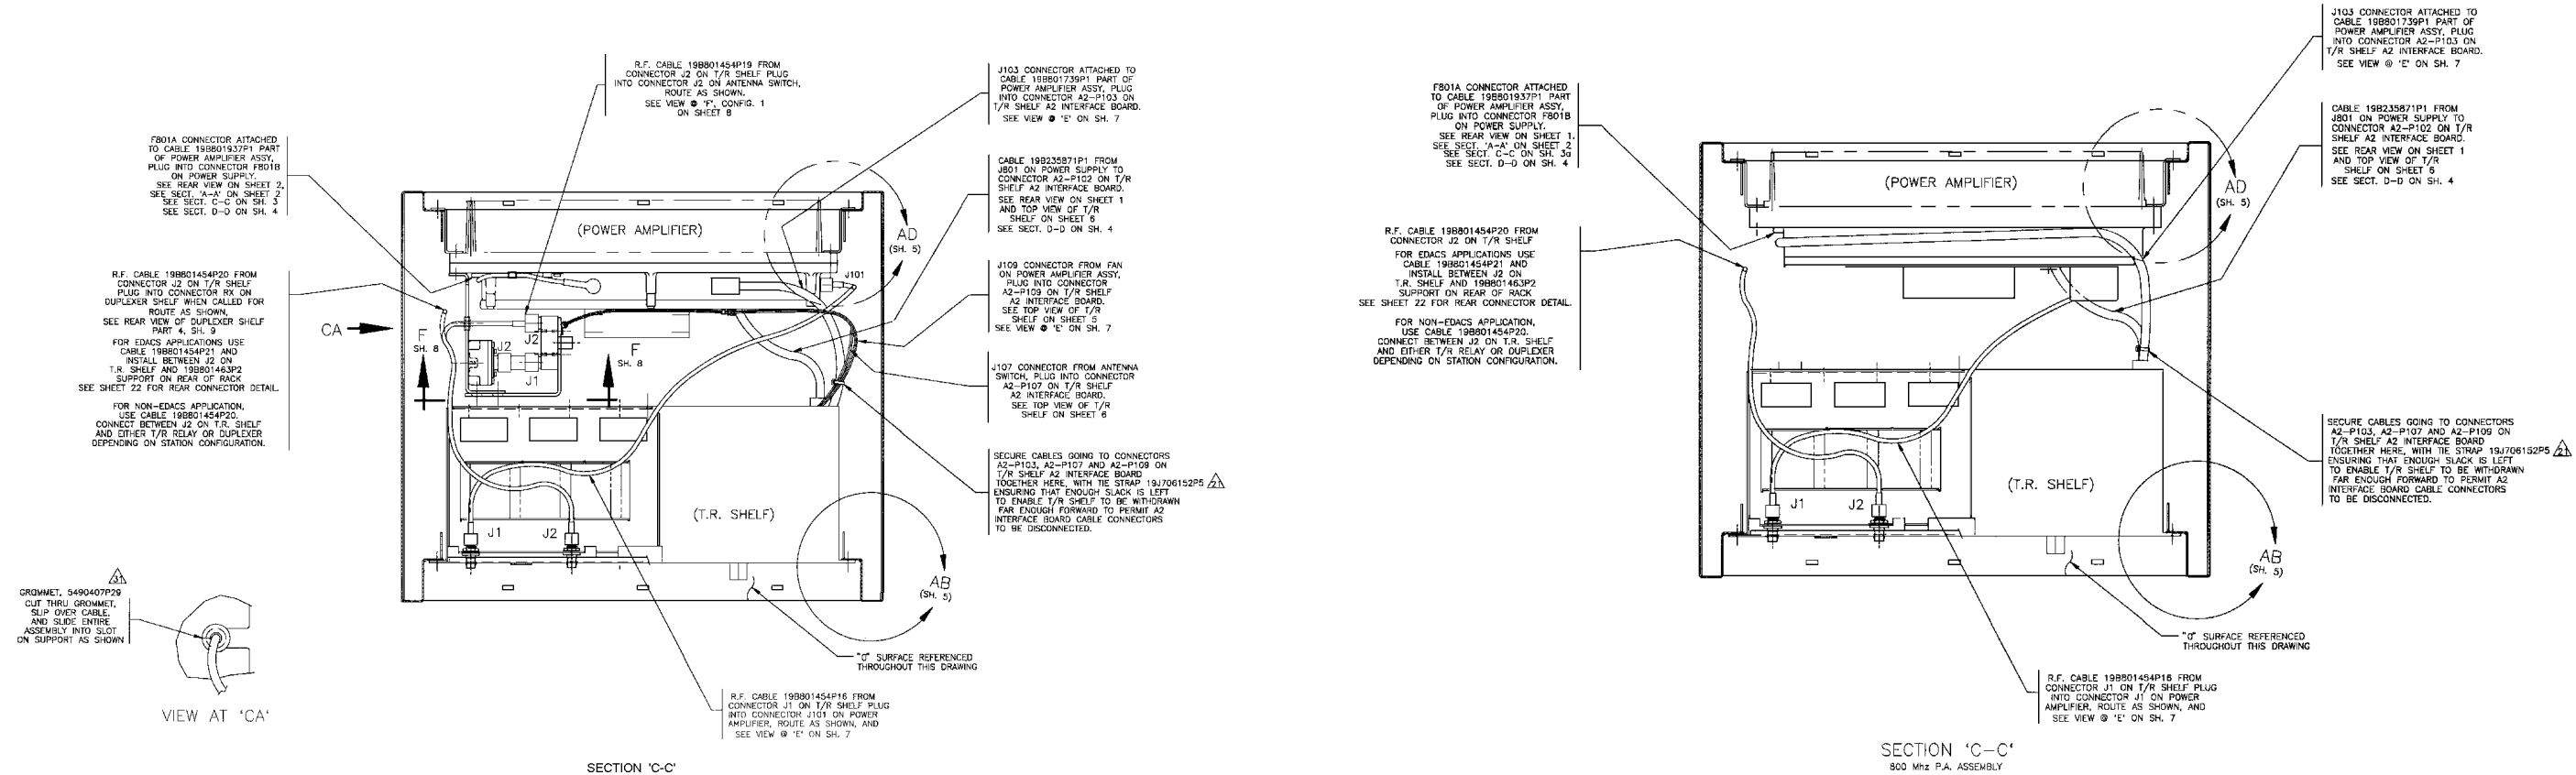 R.F. CABLE 19B801454P19 FROM
CONNECTOR J2 ON T/R SHELF PLUG
INTO CONNECTOR J2 ON ANTENNA SWITCH,
ROUTE AS SHOWN.
SEE VIEW @ 'F', CONFIG. 1
ON SHEET 8
J103 CONNECTOR ATTACHED TO
CABLE 19B801739P1 PART OF
POWER AMPLIFIER ASSY, PLUG
INTO CONNECTOR A2-P103 ON
T/R SHELF A2 INTERFACE BOARD.
SEE VIEW @ 'E' ON SH. 7
F801A CONNECTOR ATTACHED
TO CABLE 19B801937P1 PART
OF POWER AMPLIFIER ASSY,
PLUG INTO CONNECTOR F801B
ON POWER SUPPLY.
SEE REAR VIEW ON SHEET 2,
SEE SECT. 'A-A' ON SHEET 2
SEE SECT. C-C ON SH. 3
SEE SECT. D-D ON SH. 4
CABLE 19B235871P1 FROM
J801 ON POWER SUPPLY TO
CONNECTOR A2-P102 ON T/R
SHELF A2 INTERFACE BOARD.
SEE REAR VIEW ON SHEET 1
AND TOP VIEW OF T/R
SHELF ON SHEET 6
SEE SECT. D-D ON SH. 4
(POWER AMPLIFIER)
AD
(SH. 5)
R.F. CABLE 19B801454P20 FROM
CONNECTOR J2 ON T/R SHELF
PLUG INTO CONNECTOR RX ON
DUPLEXER SHELF WHEN CALLED FOR
ROUTE AS SHOWN,
SEE REAR VIEW OF DUPLEXER SHELF
PART 4, SH. 9
FOR EDACS APPLICATIONS USE
CABLE 19B801454P21 AND
INSTALL BETWEEN J2 ON
T.R. SHELF AND 19B801463P2
SUPPORT ON REAR OF RACK
SEE SHEET 22 FOR REAR CONNECTOR DETAIL.
FOR NON-EDACS APPLICATION,
USE CABLE 19B801454P20.
CONNECT BETWEEN J2 ON T.R. SHELF
AND EITHER T/R RELAY OR DUPLEXER
DEPENDING ON STATION CONFIGURATION.
J101
J109 CONNECTOR FROM FAN
ON POWER AMPLIFIER ASSY,
PLUG INTO CONNECTOR
A2-P109 ON T/R SHELF
A2 INTERFACE BOARD.
SEE TOP VIEW OF T/R
SHELF ON SHEET 5
SEE VIEW @ 'E' ON SH. 7
CA
F
SH. 8
J2
J2
J1
F
SH. 8
J107 CONNECTOR FROM ANTENNA
SWITCH, PLUG INTO CONNECTOR
A2-P107 ON T/R SHELF
A2 INTERFACE BOARD.
SEE TOP VIEW OF T/R
SHELF ON SHEET 6
SECURE CABLES GOING TO CONNECTORS
A2-P103, A2-P107 AND A2-P109 ON
T/R SHELF A2 INTERFACE BOARD
TOGETHER HERE, WITH TIE STRAP 19J706152P5 21
ENSURING THAT ENOUGH SLACK IS LEFT
TO ENABLE T/R SHELF TO BE WITHDRAWN
FAR ENOUGH FORWARD TO PERMIT A2
INTERFACE BOARD CABLE CONNECTORS
TO BE DISCONNECTED.
(T.R. SHELF)
J1
J2
AB
(SH. 5)
31
GROMMET, 5490407P29
CUT THRU GROMMET,
SLIP OVER CABLE,
AND SLIDE ENTIRE
ASSEMBLY INTO SLOT
ON SUPPORT AS SHOWN
VIEW AT 'CA'
"0" SURFACE REFERENCED
THROUGHOUT THIS DRAWING
R.F. CABLE 19B801454P16 FROM
CONNECTOR J1 ON T/R SHELF PLUG
INTO CONNECTOR J101 ON POWER
AMPLIFIER, ROUTE AS SHOWN, AND
SEE VIEW @ 'E' ON SH. 7
SECTION 'C-C'
J103 CONNECTOR ATTACHED TO
CABLE 19B801739P1 PART OF
POWER AMPLIFIER ASSY, PLUG
INTO CONNECTOR A2-P103 ON
T/R SHELF A2 INTERFACE BOARD.
SEE VIEW @ 'E' ON SH. 7
F801A CONNECTOR ATTACHED
TO CABLE 19B801937P1 PART
OF POWER AMPLIFIER ASSY,
PLUG INTO CONNECTOR F801B
ON POWER SUPPLY.
SEE REAR VIEW ON SHEET 1,
SEE SECT. 'A-A' ON SHEET 2
SEE SECT. C-C ON SH. 3a
SEE SECT. D-D ON SH. 4
CABLE 19B235871P1 FROM
J801 ON POWER SUPPLY TO
CONNECTOR A2-P102 ON T/R
SHELF A2 INTERFACE BOARD.
SEE REAR VIEW ON SHEET 1
AND TOP VIEW OF T/R
SHELF ON SHEET 6
SEE SECT. D-D ON SH. 4
(POWER AMPLIFIER)
AD
(SH. 5)
R.F. CABLE 19B801454P20 FROM
CONNECTOR J2 ON T/R SHELF
FOR EDACS APPLICATIONS USE
CABLE 19B801454P21 AND
INSTALL BETWEEN J2 ON
T.R. SHELF AND 19B801463P2
SUPPORT ON REAR OF RACK
SEE SHEET 22 FOR REAR CONNECTOR DETAIL.
FOR NON-EDACS APPLICATION,
USE CABLE 19B801454P20.
CONNECT BETWEEN J2 ON T.R. SHELF
AND EITHER T/R RELAY OR DUPLEXER
DEPENDING ON STATION CONFIGURATION.
SECURE CABLES GOING TO CONNECTORS
A2-P103, A2-P107 AND A2-P109 ON
T/R SHELF A2 INTERFACE BOARD
TOGETHER HERE, WITH TIE STRAP 19J706152P5 21
ENSURING THAT ENOUGH SLACK IS LEFT
TO ENABLE T/R SHELF TO BE WITHDRAWN
FAR ENOUGH FORWARD TO PERMIT A2
INTERFACE BOARD CABLE CONNECTORS
TO BE DISCONNECTED.
(T.R. SHELF)
J1
J2
AB
(SH. 5)
"0" SURFACE REFERENCED
THROUGHOUT THIS DRAWING
R.F. CABLE 19B801454P16 FROM
CONNECTOR J1 ON T/R SHELF PLUG
INTO CONNECTOR J1 ON POWER
AMPLIFIER, ROUTE AS SHOWN, AND
SEE VIEW @ 'E' ON SH. 7
SECTION 'C-C'
800 Mhz P.A. ASSEMBLY